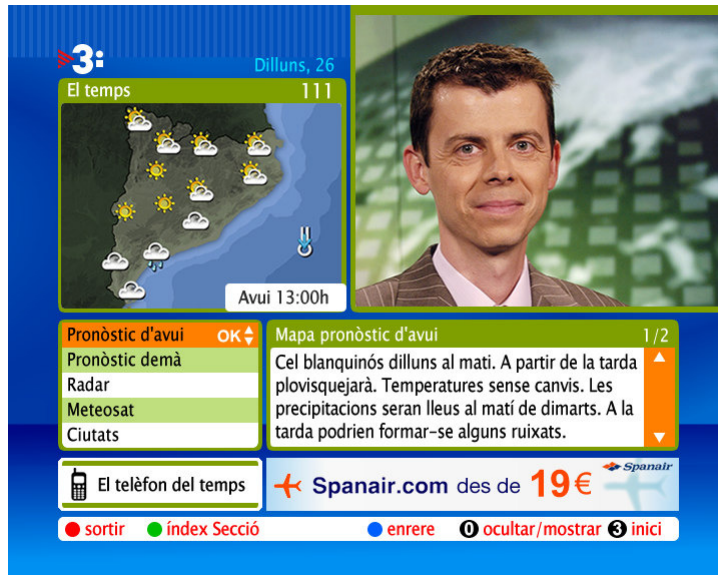 3:
Dilluns, 26
El temps 111
Avui 13:00h
Pronòstic d'avui OK
Pronòstic demà
Radar
Meteosat
Ciutats
Mapa pronòstic d'avui 1/2
Cel blanquinós dilluns al mati. A partir de la tarda
plovisquejarà. Temperatures sense canvis. Les
precipitacions seran lleus al matí de dimarts. A la
tarda podrien formar-se alguns ruixats.
El telèfon del temps
Spanair.com des de 19€
Spanair
sortir índex Secció enrere 0 ocultar/mostrar 3 inici